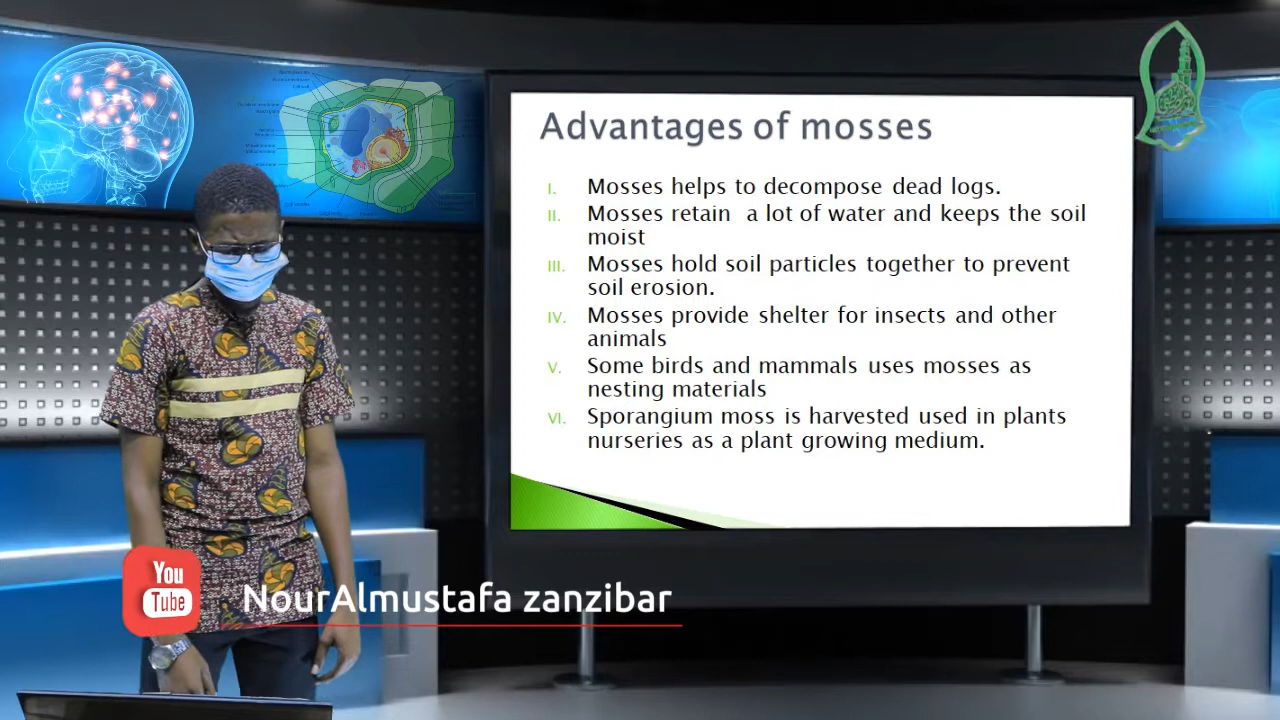 Advantages of mosses
I. Mosses helps to decompose dead logs.
II. Mosses retain a lot of water and keeps the soil
moist
III. Mosses hold soil particles together to prevent
soil erosion.
IV. Mosses provide shelter for insects and other
animals
V. Some birds and mammals uses mosses as
nesting materials
VI. Sporangium moss is harvested used in plants
nurseries as a plant growing medium.
You
Tube
NourAlmustafa zanzibar